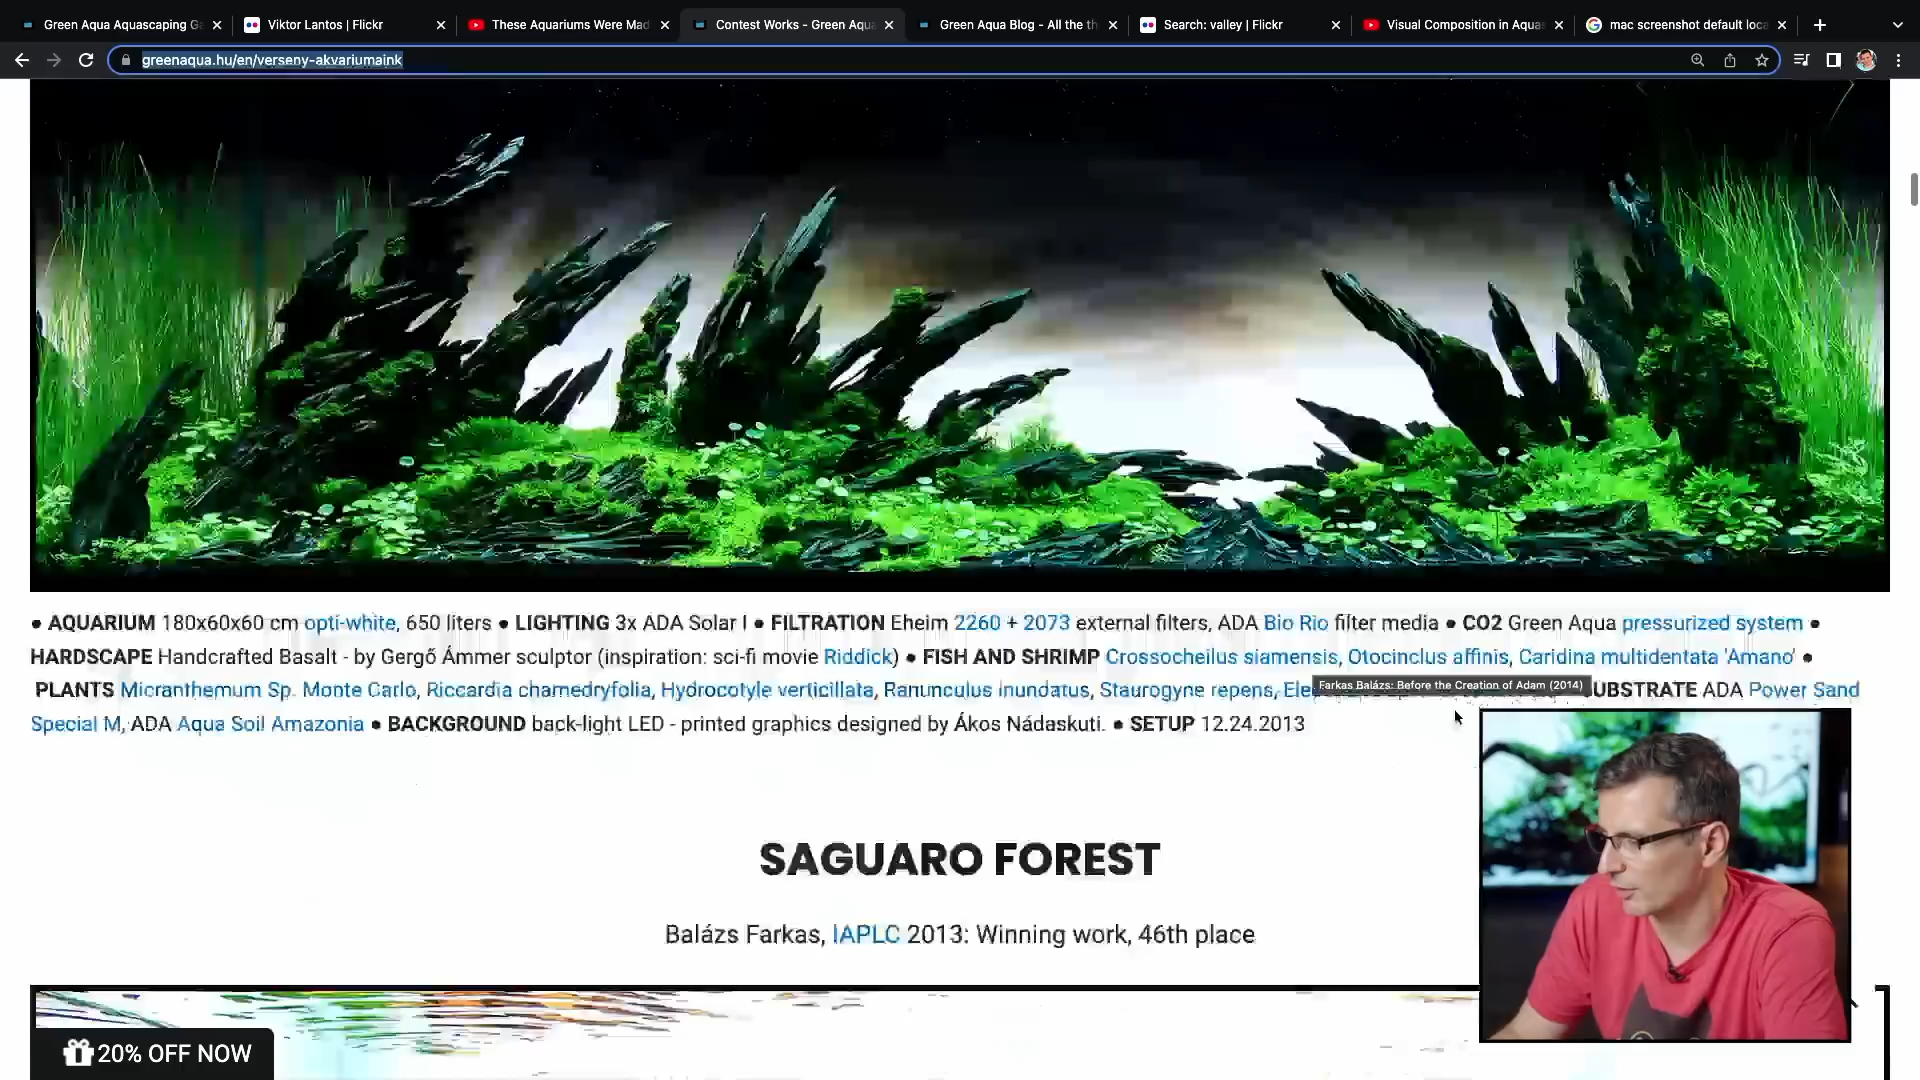 Green Aqua Aquascaping Ga
Viktor Lantos | Flickr
These Aquariums Were Mad
Contest Works - Green Aqua
Green Aqua Blog - All the th
Search: valley | Flickr
Visual Composition in Aquas
mac screenshot default loca
greenaqua.hu/en/verseny-akvariumaink
● AQUARIUM 180x60x60 cm opti-white, 650 liters ● LIGHTING 3x ADA Solar I ● FILTRATION Eheim 2260 + 2073 external filters, ADA Bio Rio filter media ● CO2 Green Aqua pressurized system ●
HARDSCAPE Handcrafted Basalt - by Gergő Ámmer sculptor (inspiration: sci-fi movie Riddick) ● FISH AND SHRIMP Crossocheilus siamensis, Otocinclus affinis, Caridina multidentata 'Amano' ●
PLANTS Micranthemum Sp. Monte Carlo, Riccardia chamedryfolia, Hydrocotyle verticillata, Ranunculus inundatus, Staurogyne repens, SUBSTRATE ADA Power Sand
Farkas Balázs: Before the Creation of Adam (2014)
Special M, ADA Aqua Soil Amazonia ● BACKGROUND back-light LED - printed graphics designed by Ákos Nádaskuti. ● SETUP 12.24.2013
SAGUARO FOREST
Balázs Farkas, IAPLC 2013: Winning work, 46th place
20% OFF NOW